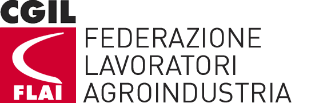 CGIL
FLAI
FEDERAZIONE
LAVORATORI
AGROINDUSTRIA